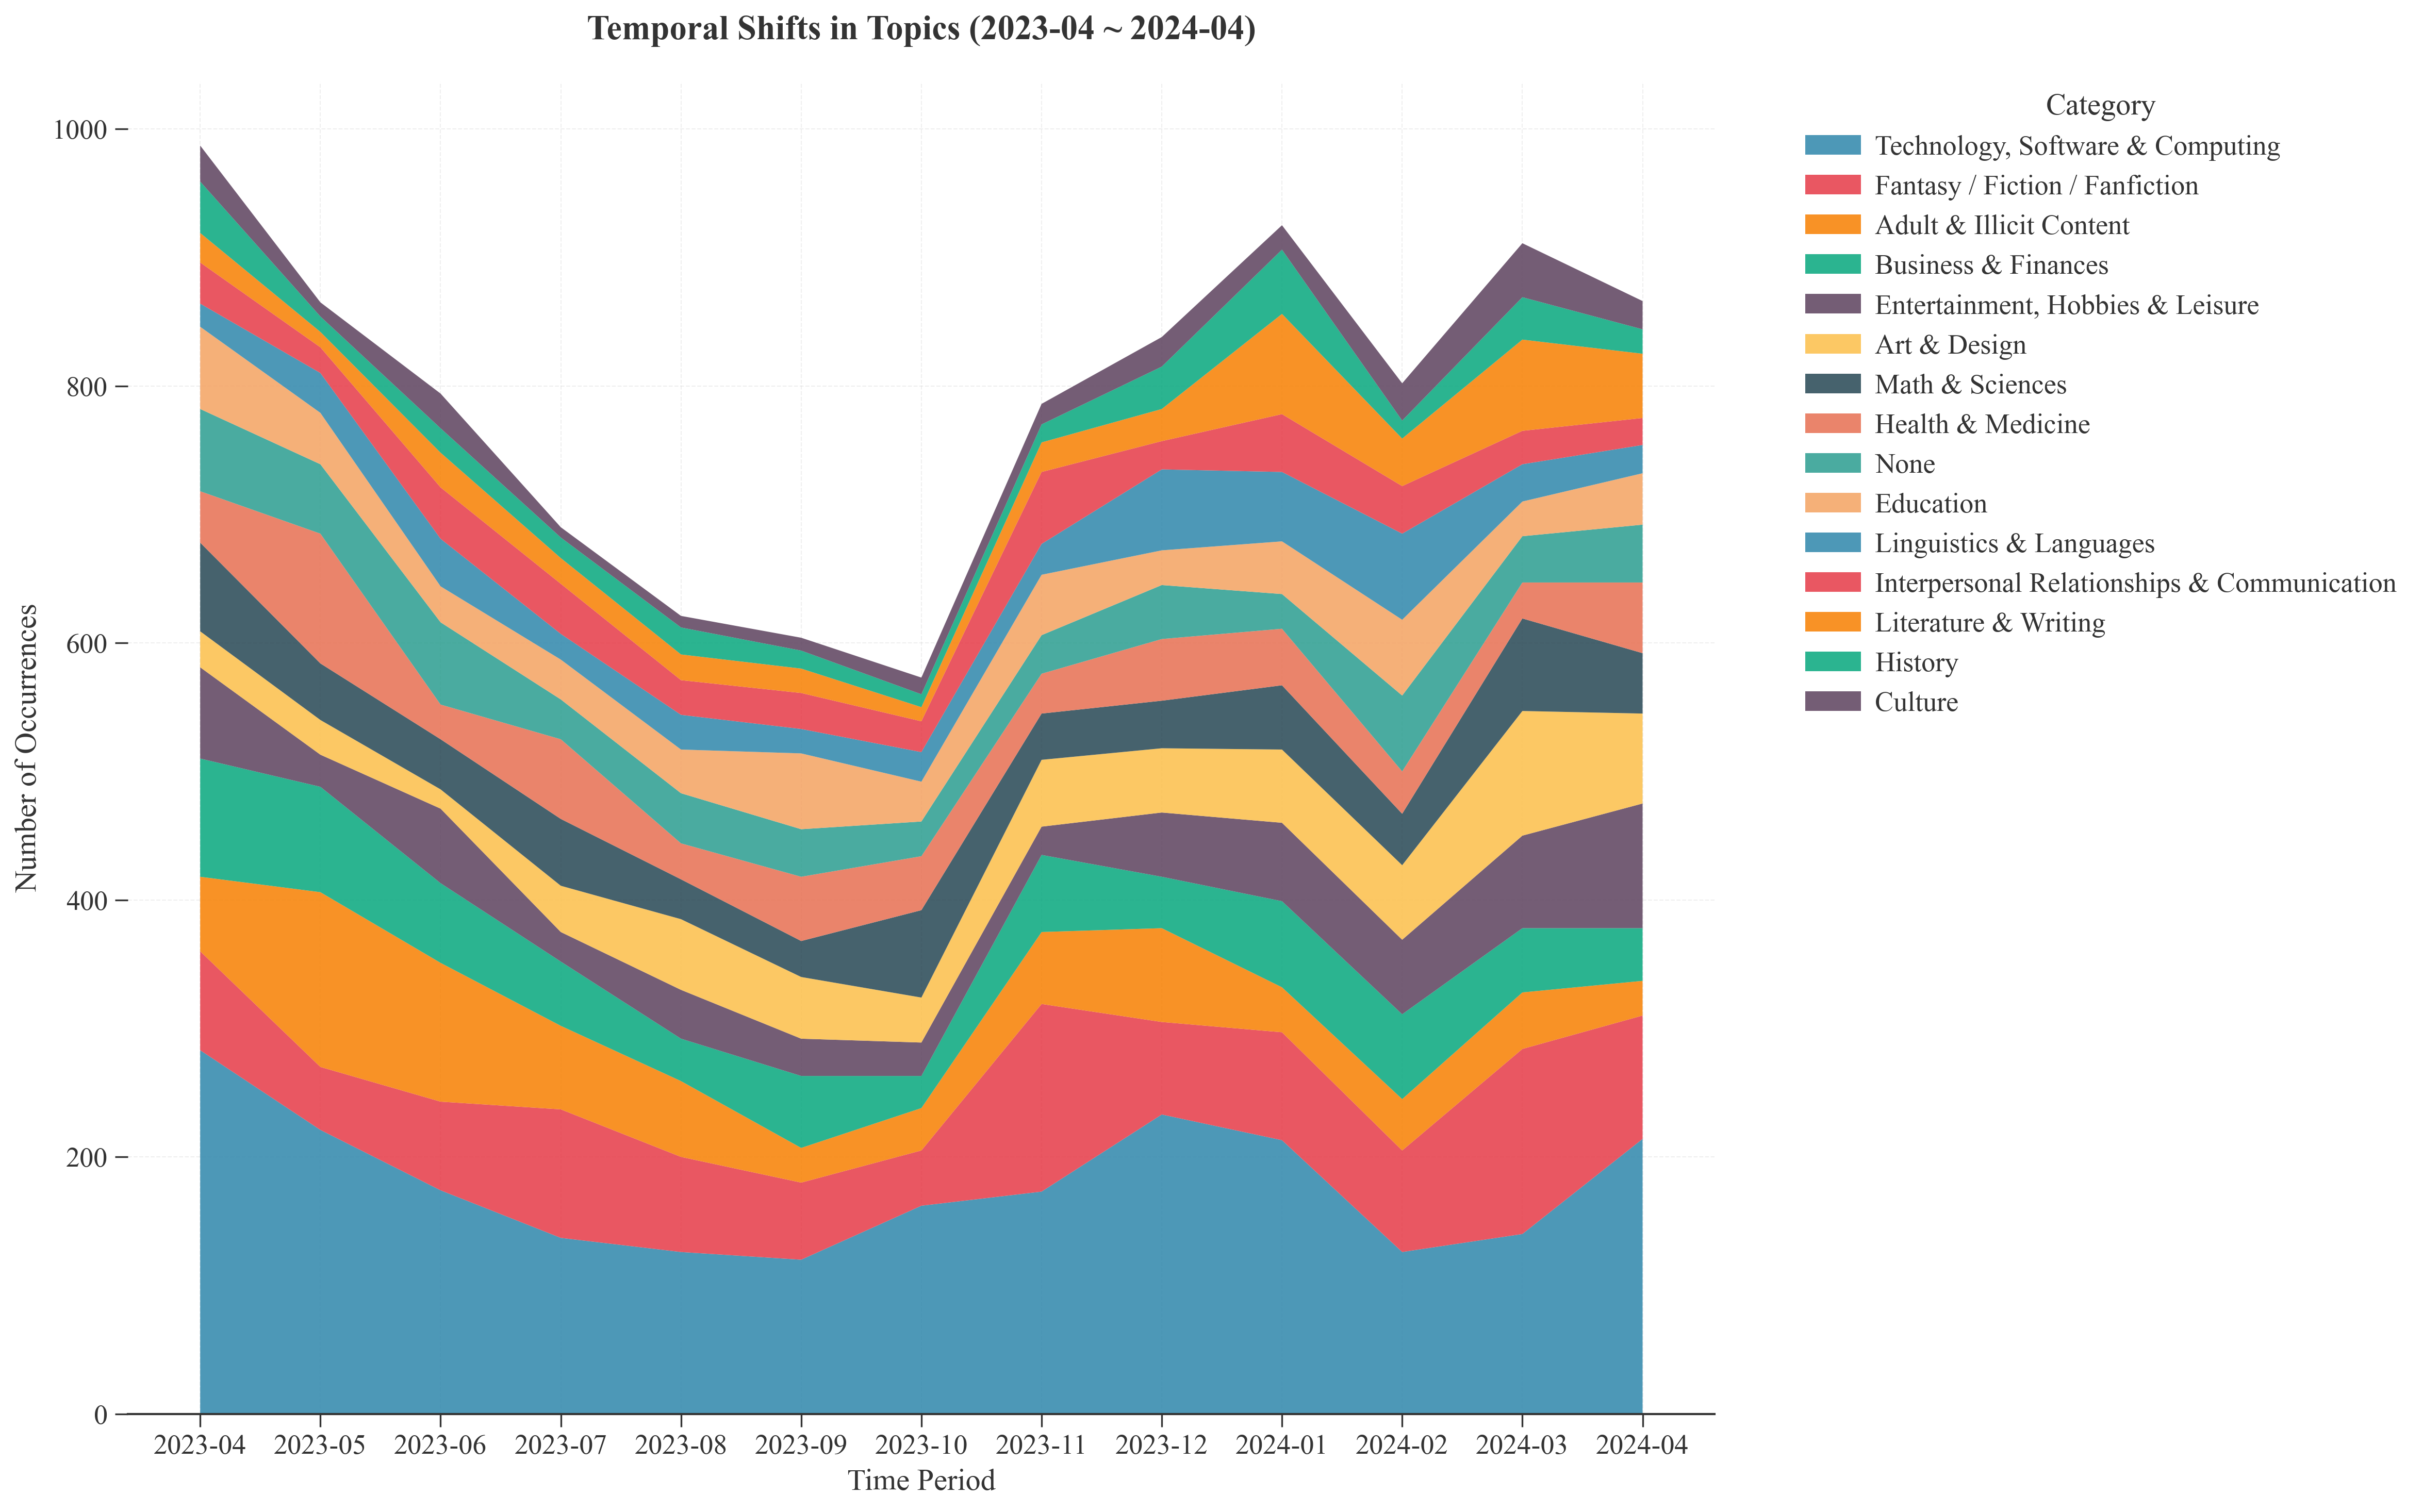 Temporal Shifts in Topics (2023-04 ~ 2024-04)
Number of Occurrences
1000
800
600
400
200
0
2023-04 2023-05 2023-06 2023-07 2023-08 2023-09 2023-10 2023-11 2023-12 2024-01 2024-02 2024-03 2024-04
Time Period
Category
Technology, Software & Computing
Fantasy / Fiction / Fanfiction
Adult & Illicit Content
Business & Finances
Entertainment, Hobbies & Leisure
Art & Design
Math & Sciences
Health & Medicine
None
Education
Linguistics & Languages
Interpersonal Relationships & Communication
Literature & Writing
History
Culture